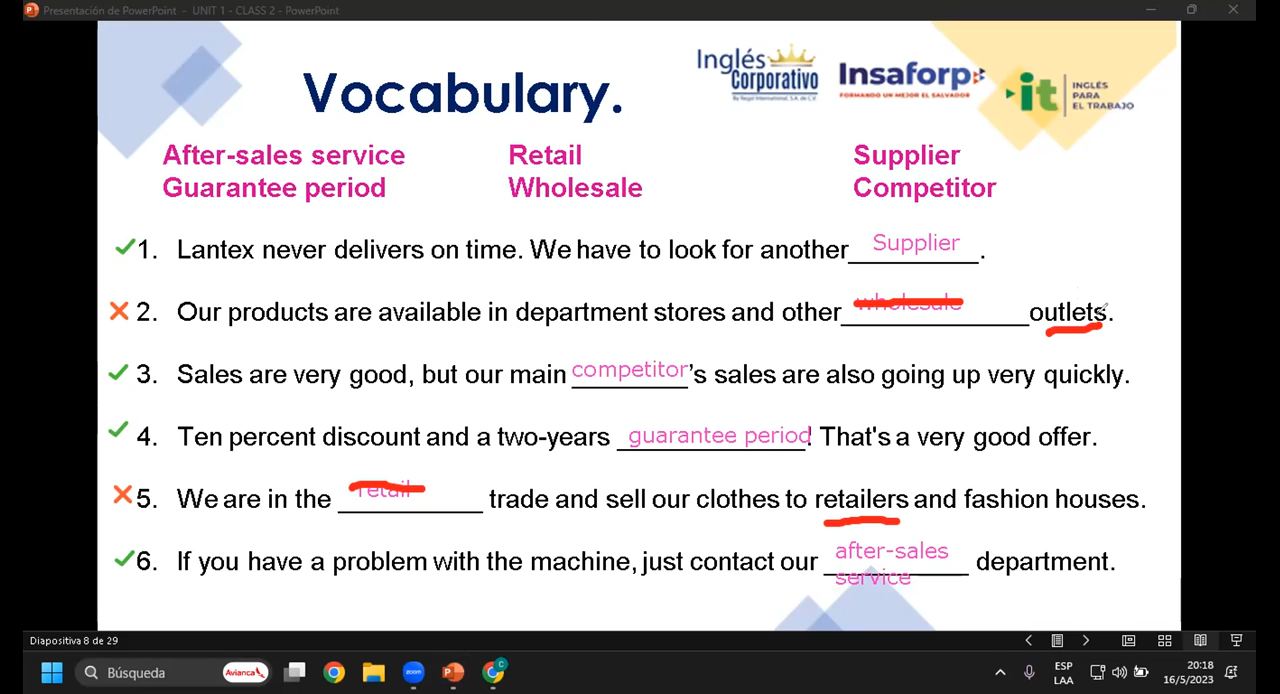 Presentación de PowerPoint - UNIT 1 - CLASS 2 - PowerPoint
Vocabulary.
Inglés
Corporativo
By Regal International, S.A. de C.V.
Insaforp
FORMANDO UN MEJOR EL SALVADOR
it
INGLÉS
PARA
EL TRABAJO
After-sales service Retail Supplier
Guarantee period Wholesale Competitor
1. Lantex never delivers on time. We have to look for another Supplier.
2. Our products are available in department stores and other wholesale outlets.
3. Sales are very good, but our main competitor's sales are also going up very quickly.
4. Ten percent discount and a two-years guarantee period! That's a very good offer.
5. We are in the retail trade and sell our clothes to retailers and fashion houses.
6. If you have a problem with the machine, just contact our after-sales service department.
Diapositiva 8 de 29
Búsqueda
Avianca
zoom
C
ESP
LAA
20:18
16/5/2023